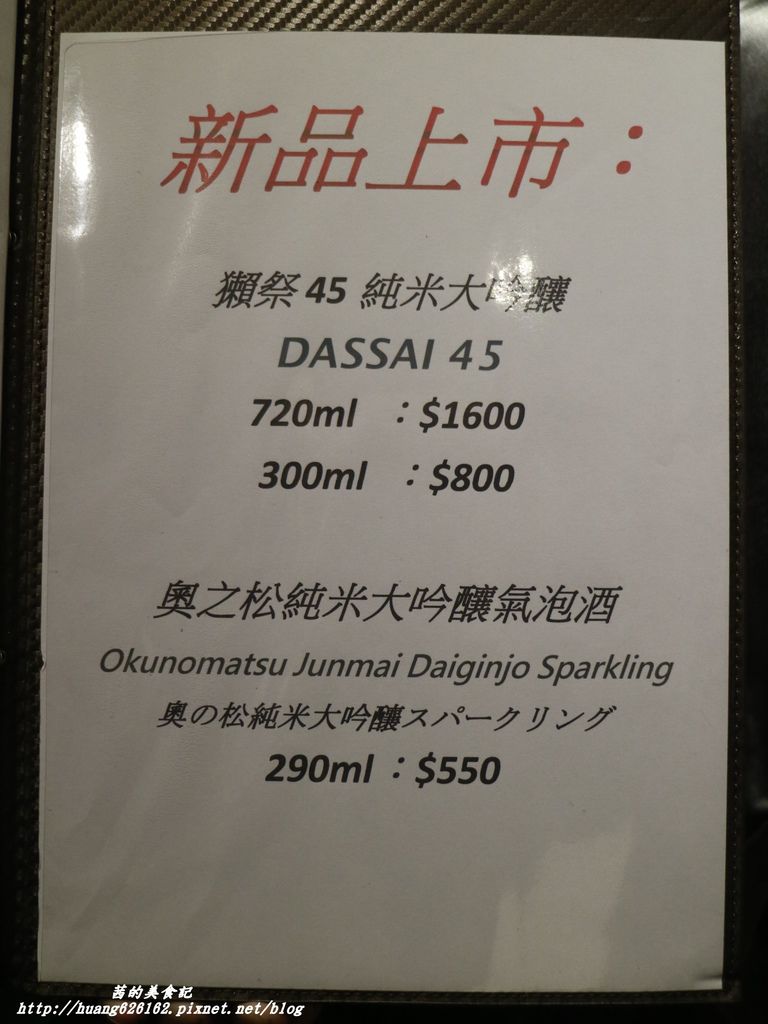 新品上市：
獺祭 45 純米大吟釀
DASSAI 45
720ml ：$1600
300ml ：$800
奧之松純米大吟釀氣泡酒
Okunomatsu Junmai Daiginjo Sparkling
奧の松純米大吟釀スパークリング
290ml：$550
茜的美食記
http://huang626162.pixnet.net/blog